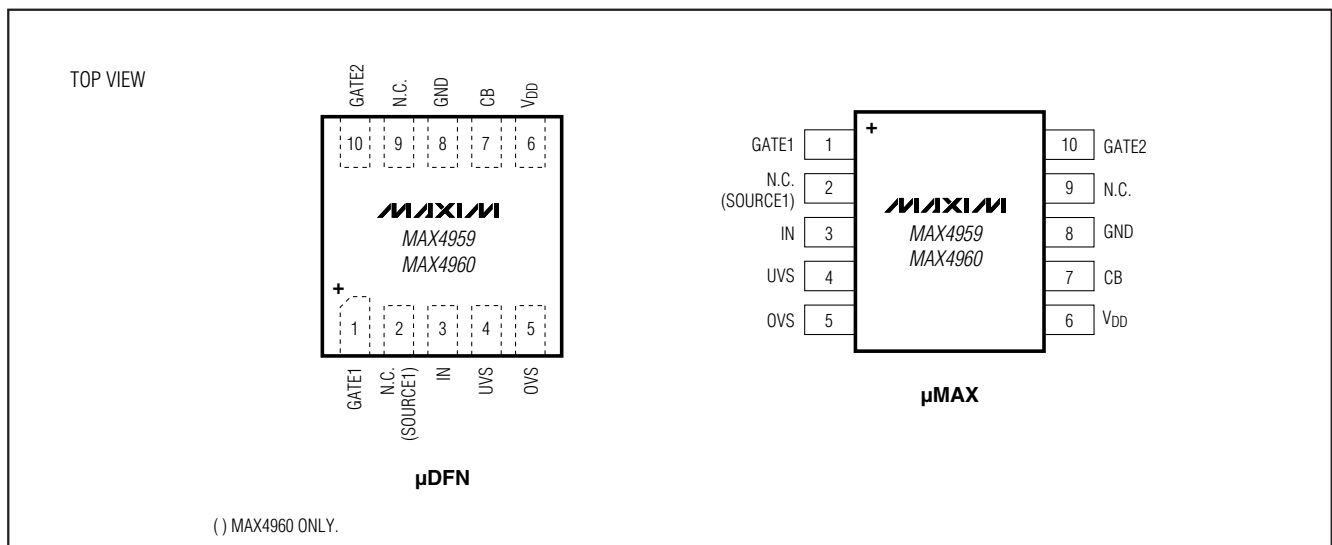 TOP VIEW
GATE2
N.C.
GND
CB
VDD
10
9
8
7
6
MAXIM
MAX4959
MAX4960
+
1
2
3
4
5
GATE1
N.C.
(SOURCE1)
IN
UVS
OVS
µDFN
+
GATE1 1
N.C.
(SOURCE1) 2
IN 3
UVS 4
OVS 5
MAXIM
MAX4959
MAX4960
10 GATE2
9 N.C.
8 GND
7 CB
6 VDD
µMAX
( ) MAX4960 ONLY.